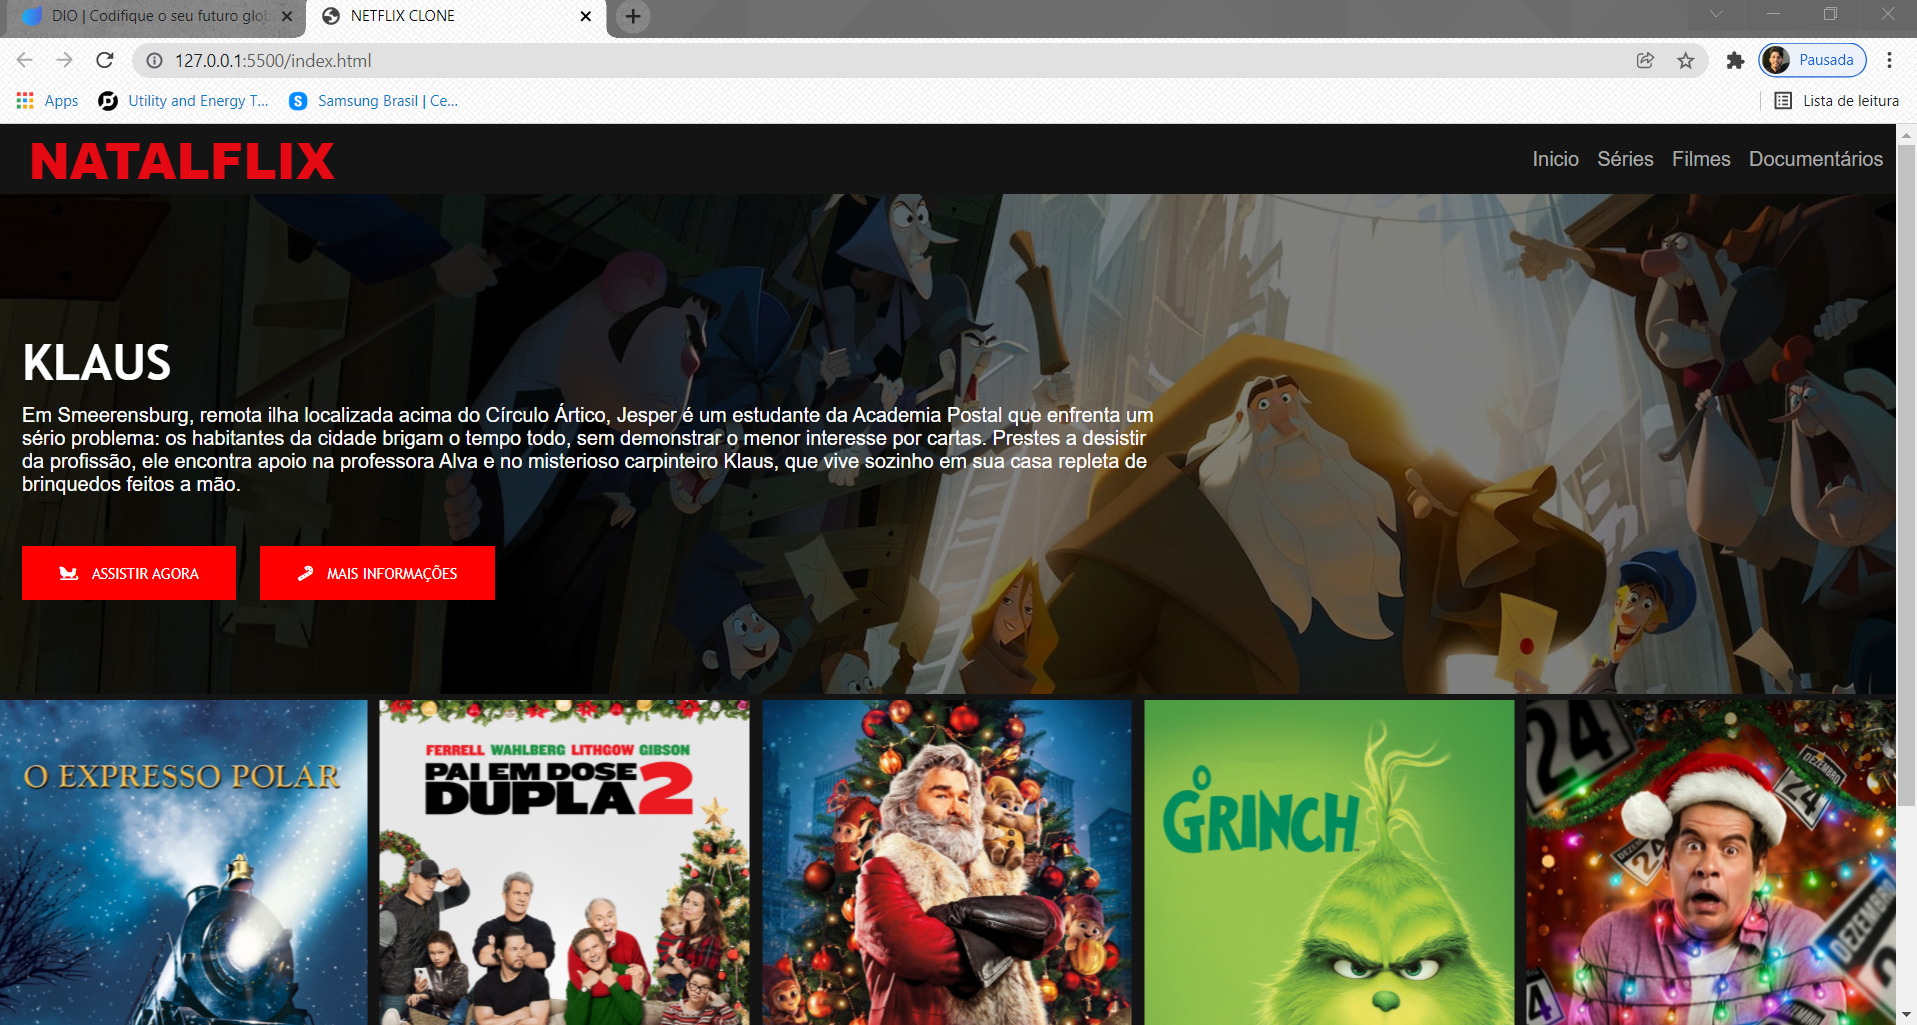 DIO | Codifique o seu futuro glob
NETFLIX CLONE
127.0.0.1:5500/index.html
Pausada
Apps
Utility and Energy T...
Samsung Brasil | Ce...
Lista de leitura
NATALFLIX
Inicio Séries Filmes Documentários
KLAUS
Em Smeerensburg, remota ilha localizada acima do Círculo Ártico, Jesper é um estudante da Academia Postal que enfrenta um
sério problema: os habitantes da cidade brigam o tempo todo, sem demonstrar o menor interesse por cartas. Prestes a desistir
da profissão, ele encontra apoio na professora Alva e no misterioso carpinteiro Klaus, que vive sozinho em sua casa repleta de
brinquedos feitos a mão.
ASSISTIR AGORA
MAIS INFORMAÇÕES
O EXPRESSO POLAR
FERRELL WAHLBERG LITHGOW GIBSON
PAI EM DOSE
DUPLA 2
O
GRINCH
24
DEZEMBRO
24
DEZEMBRO
24
DEZEMBRO
2
4